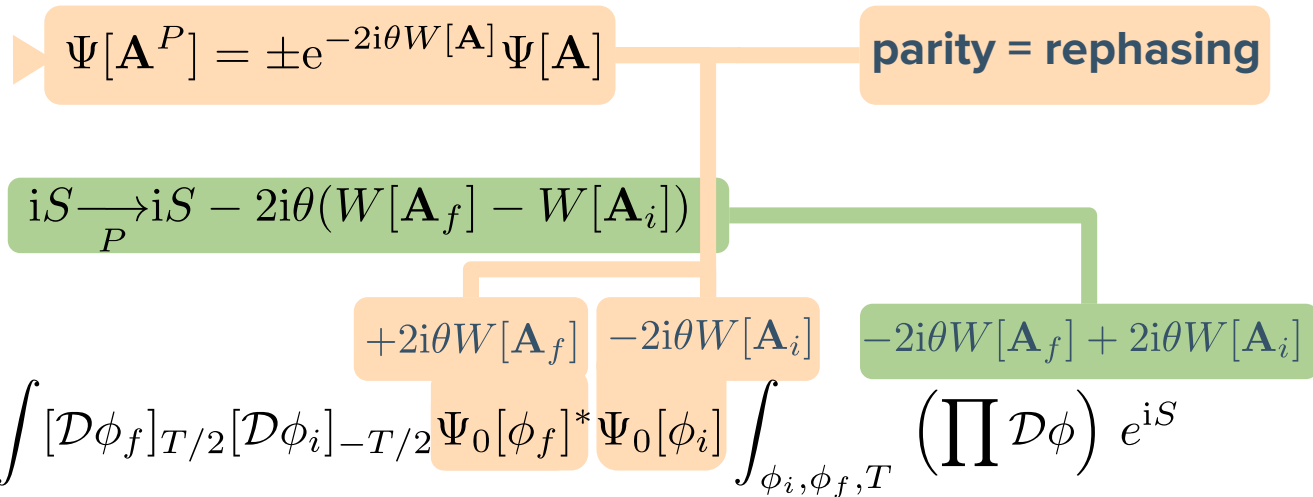 Ψ[𝐀^P] = ±e^{−2iθW[𝐀]}Ψ[𝐀] parity = rephasing
iS ⟶_P iS − 2iθ(W[𝐀_f] − W[𝐀_i])
+2iθW[𝐀_f] −2iθW[𝐀_i] −2iθW[𝐀_f] + 2iθW[𝐀_i]
∫[𝒟ϕ_f]_{T/2}[𝒟ϕ_i]_{−T/2}Ψ_0[ϕ_f]^*Ψ_0[ϕ_i] ∫_{ϕ_i,ϕ_f,T} (∏ 𝒟ϕ) e^{iS}